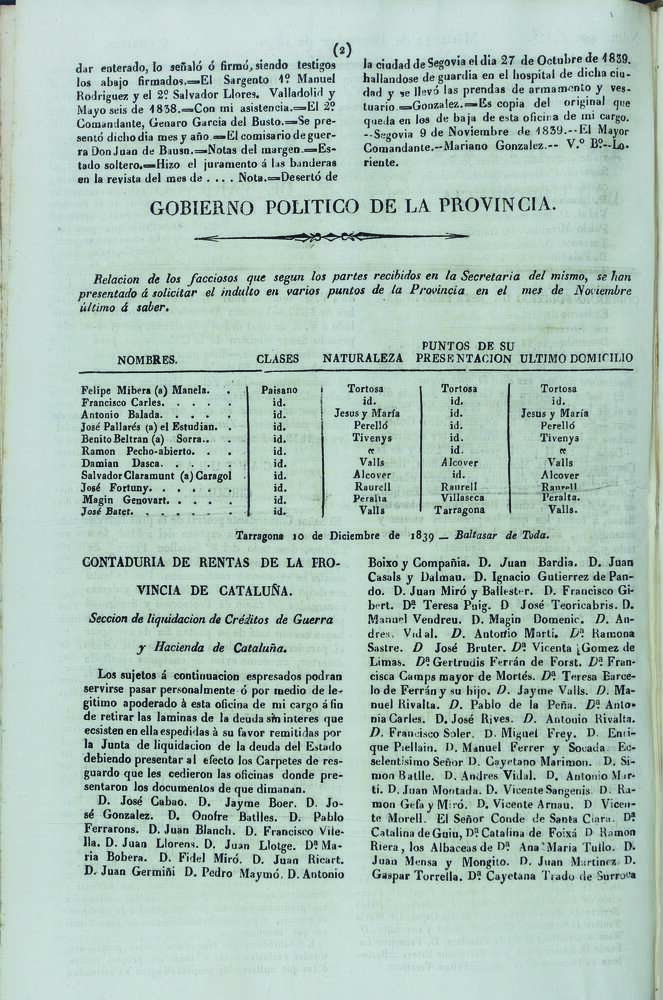 (2)
dar enterado, lo señaló ó firmó, siendo testigos
los abajo firmados.=El Sargento 1º Manuel
Rodriguez y el 2º Salvador Llores. Valladolid y
Mayo seis de 1838.=Con mi asistencia.=El 2º
Comandante, Genaro Garcia del Busto.=Se pre-
sentó dicho dia mes y año =El comisario de guer-
ra Don Juan de Bausn.=Notas del margen.=Es-
tado soltero.=Hizo el juramento á las banderas
en la revista del mes de . . . . Nota.=Desertó de
la ciudad de Segovia el dia 27 de Octubre de 1839.
hallandose de guardia en el hospital de dicha ciu-
dad y se llevó las prendas de armamento y ves-
tuario =Gonzalez.=Es copia del original que
queda en los de baja de esta oficina de mi cargo.
--Segovia 9 de Noviembre de 1839.--El Mayor
Comandante.--Mariano Gonzalez.-- V.º Bº--Lo-
riente.
GOBIERNO POLITICO DE LA PROVINCIA.
Relacion de los facciosos que segun los partes recibidos en la Secretaria del mismo, se han
presentado á solicitar el indulto en varios puntos de la Provincia en el mes de Noviembre
último á saber.
NOMBRES. CLASES NATURALEZA PUNTOS DE SU PRESENTACION ULTIMO DOMICILIO
Felipe Mibera (a) Manela. . Paisano Tortosa Tortosa Tortosa
Francisco Carles. . . . . id. id. id. id.
Antonio Balada. . . . . id. Jesus y María id. Jesus y María
José Pallarés (a) el Estudian. . id. Perelló id. Perelló
Benito Beltran (a) Sorra.. . id. Tivenys id. Tivenys
Ramon Pecho-abierto. . . id. « id. «
Damian Dasca. . . . . id. Valls Alcover Valls
Salvador Claramunt (a) Caragol id. Alcover id. Alcover
José Fortuny. . . . . . id. Raurell Raurell Raurell
Magin Genovart. . . . . id. Peralta Villaseca Peralta.
José Batet. . . . . . . id. Valls Tarragona Valls.
Tarragona 10 de Diciembre de 1839 — Baltasar de Toda.
CONTADURIA DE RENTAS DE LA PRO-
VINCIA DE CATALUÑA.
Seccion de liquidacion de Créditos de Guerra
y Hacienda de Cataluña.
Los sujetos á continuacion espresados podran
servirse pasar personalmente ó por medio de le-
gitimo apoderado à esta oficina de mi cargo á fin
de retirar las laminas de la deuda sin interes que
ecsisten en ella espedidas à su favor remitidas por
la Junta de liquidacion de la deuda del Estado
debiendo presentar al efecto los Carpetes de res-
guardo que les cedieron las oficinas donde pre-
sentaron los documentos de que dimanan.
D. José Cabao. D. Jayme Boer. D. Jo-
sé Gonzalez. D. Onofre Batlles. D. Pablo
Ferrarons. D. Juan Blanch. D. Francisco Vile-
lla. D. Juan Llorens. D. Juan Llotge. Dª Ma-
ria Bobera. D. Fidel Miró. D. Juan Ricart.
D. Juan Germiñi D. Pedro Maymó. D. Antonio
Boixo y Compañia. D. Juan Bardia. D. Juan
Casals y Dalmau. D. Ignacio Gutierrez de Pan-
do. D. Juan Miró y Ballester. D. Francisco Gi-
bert. Dª Teresa Puig. D José Teoricabris. D.
Manuel Vendreu. D. Magin Domenic. D. An-
dres. Vidal. D. Antonio Marti. Dª Ramona
Sastre. D José Bruter. Dª Vicenta Gomez de
Limas. Dª Gertrudis Ferrán de Forst. Dª Fran-
cisca Camps mayor de Mortés. Dª Teresa Barce-
lo de Ferrán y su hijo. D. Jayme Valls. D. Ma-
nuel Rivalta. D. Pablo de la Peña. Dª Anto-
nia Carles. D. José Rives. D. Antonio Rivalta.
D. Francisco Soler. D. Miguel Frey. D. Enri-
que Piellain. D. Manuel Ferrer y Socada. Ec-
selentisimo Señor D. Cayetano Marimon. D. Si-
mon Batlle. D. Andres Vidal. D. Antonio Mar-
ti. D. Juan Montada. D. Vicente Sangenis. D. Ra-
mon Gefa y Miró. D. Vicente Arnau. D Vicen-
te Morell. El Señor Conde de Santa Clara. Dª
Catalina de Guiu, Dª Catalina de Foixá D Ramon
Riera, los Albaceas de Dª Ana Maria Tullo. D.
Juan Mensa y Mongito. D. Juan Martinez D.
Gaspar Torrella. Dª Cayetana Trado de Surroca